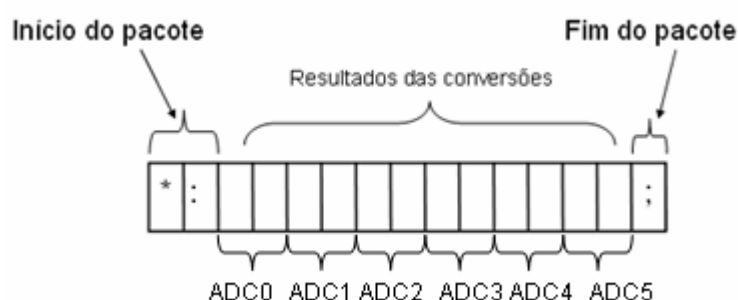 Início do pacote
Fim do pacote
Resultados das conversões
* : ;
ADC0 ADC1 ADC2 ADC3 ADC4 ADC5